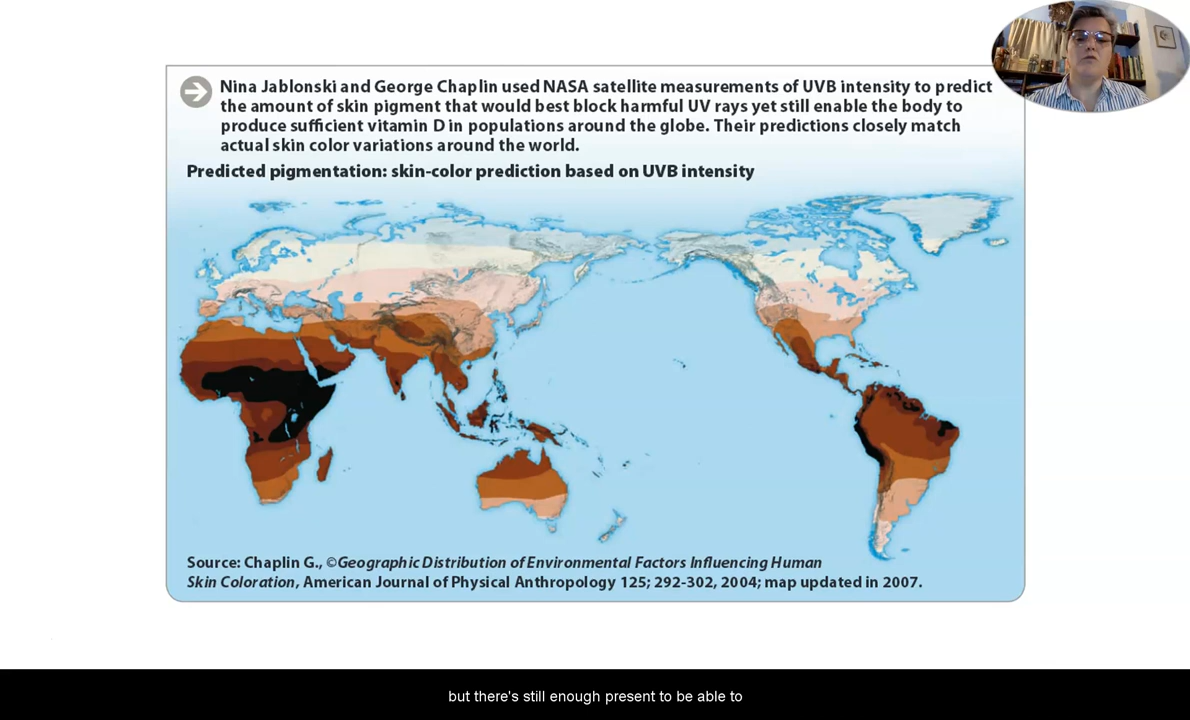 Nina Jablonski and George Chaplin used NASA satellite measurements of UVB intensity to predict
the amount of skin pigment that would best block harmful UV rays yet still enable the body to
produce sufficient vitamin D in populations around the globe. Their predictions closely match
actual skin color variations around the world.
Predicted pigmentation: skin-color prediction based on UVB intensity
Source: Chaplin G., ©Geographic Distribution of Environmental Factors Influencing Human
Skin Coloration, American Journal of Physical Anthropology 125; 292-302, 2004; map updated in 2007.
but there's still enough present to be able to